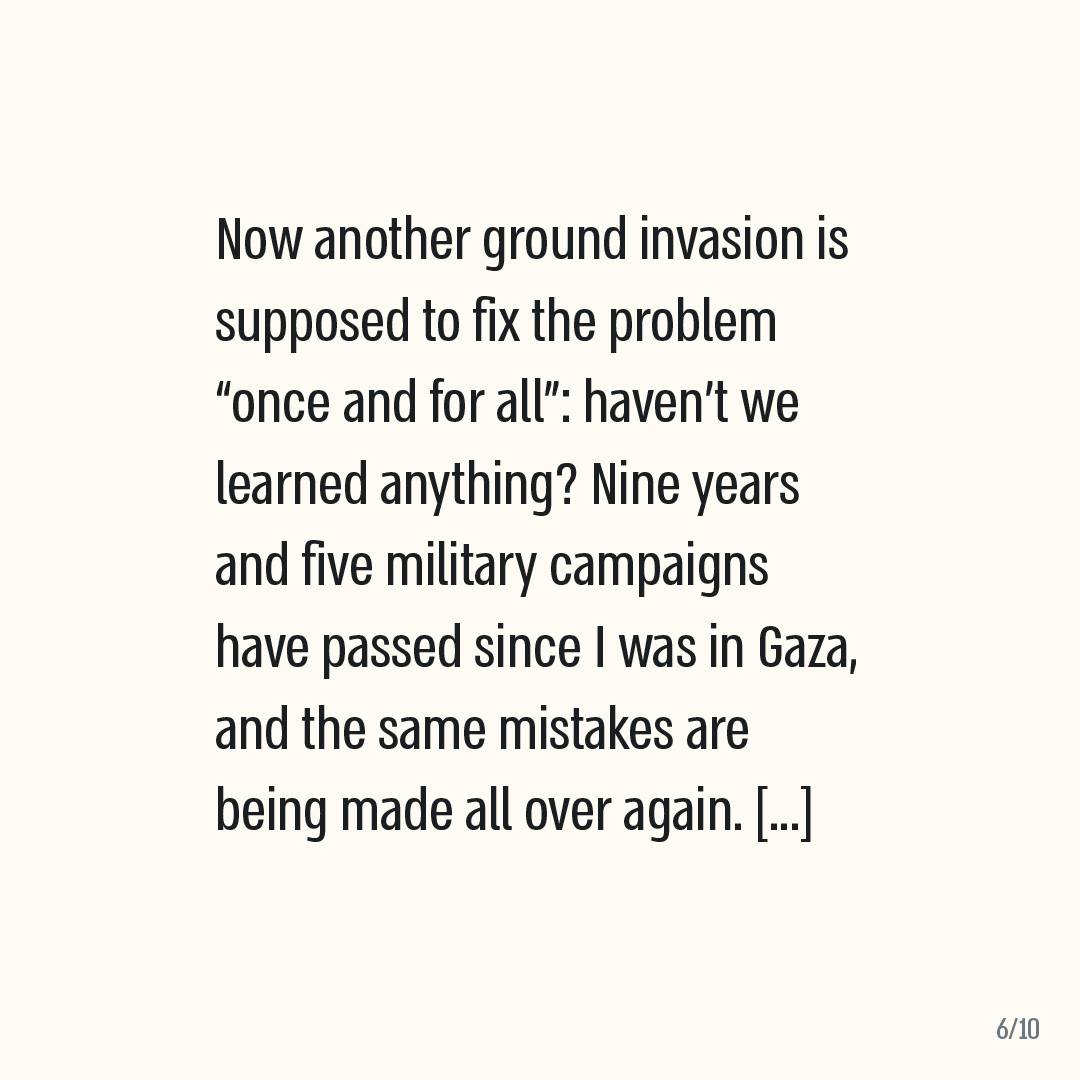 Now another ground invasion is
supposed to fix the problem
“once and for all”: haven’t we
learned anything? Nine years
and five military campaigns
have passed since I was in Gaza,
and the same mistakes are
being made all over again. [...]
6/10